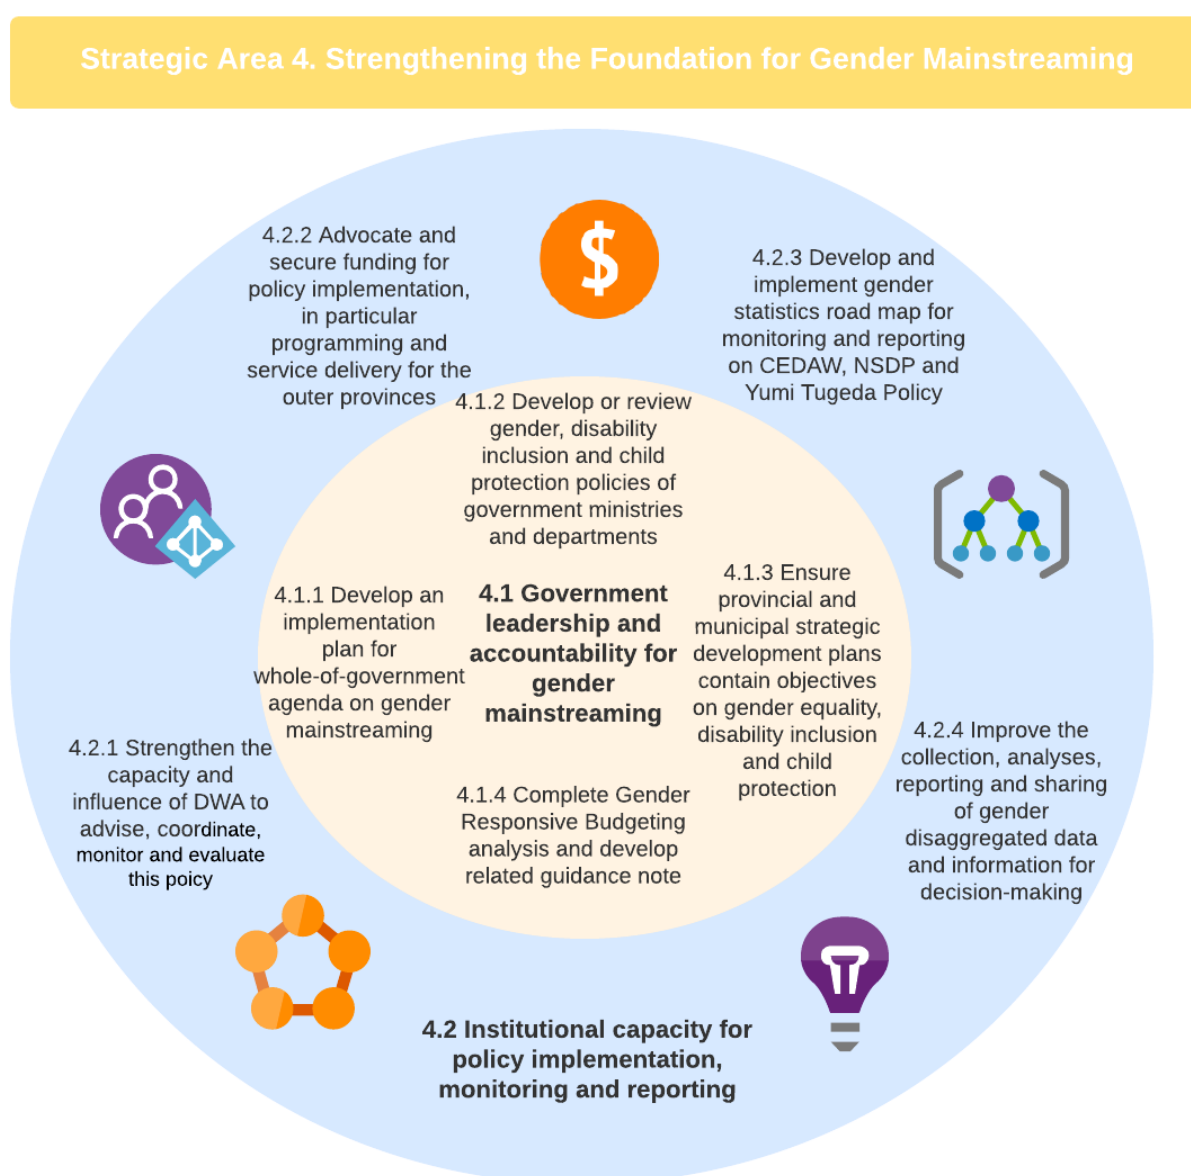 Strategic Area 4. Strengthening the Foundation for Gender Mainstreaming
4.2.2 Advocate and
secure funding for
policy implementation,
in particular
programming and
service delivery for the
outer provinces
$
4.2.3 Develop and
implement gender
statistics road map for
monitoring and reporting
on CEDAW, NSDP and
Yumi Tugeda Policy
4.1.2 Develop or review
gender, disability
inclusion and child
protection policies of
government ministries
and departments
4.1.1 Develop an
implementation
plan for
whole-of-government
agenda on gender
mainstreaming
4.1 Government
leadership and
accountability for
gender
mainstreaming
4.1.3 Ensure
provincial and
municipal strategic
development plans
contain objectives
on gender equality,
disability inclusion
and child
protection
4.2.1 Strengthen the
capacity and
influence of DWA to
advise, coordinate,
monitor and evaluate
this poicy
4.1.4 Complete Gender
Responsive Budgeting
analysis and develop
related guidance note
4.2.4 Improve the
collection, analyses,
reporting and sharing
of gender
disaggregated data
and information for
decision-making
4.2 Institutional capacity for
policy implementation,
monitoring and reporting